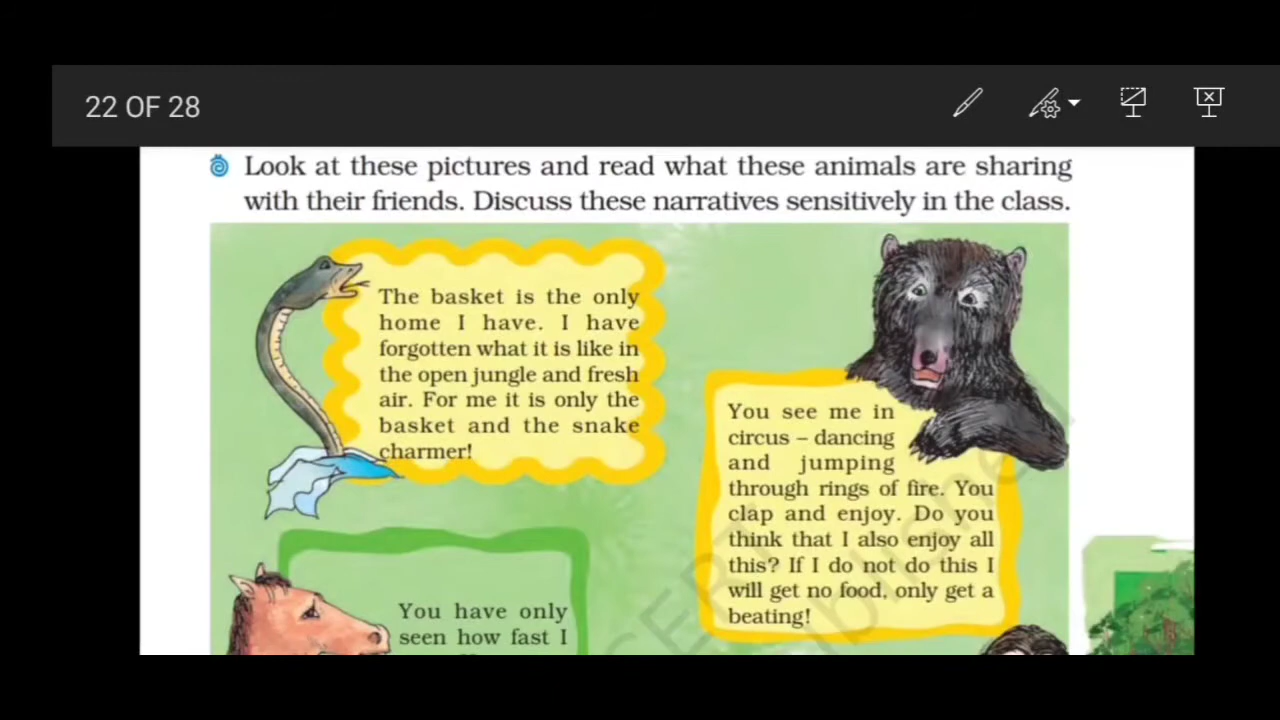 22 OF 28
Look at these pictures and read what these animals are sharing
with their friends. Discuss these narratives sensitively in the class.
The basket is the only
home I have. I have
forgotten what it is like in
the open jungle and fresh
air. For me it is only the
basket and the snake
charmer!
You see me in
circus – dancing
and jumping
through rings of fire. You
clap and enjoy. Do you
think that I also enjoy all
this? If I do not do this I
will get no food, only get a
beating!
You have only
seen how fast I